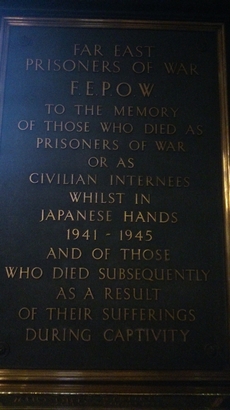 FAR EAST
PRISONERS OF WAR
F.E.P.O.W
TO THE MEMORY
OF THOSE WHO DIED AS
PRISONERS OF WAR
OR AS
CIVILIAN INTERNEES
WHILST IN
JAPANESE HANDS
1941 - 1945
AND OF THOSE
WHO DIED SUBSEQUENTLY
AS A RESULT
OF THEIR SUFFERINGS
DURING CAPTIVITY